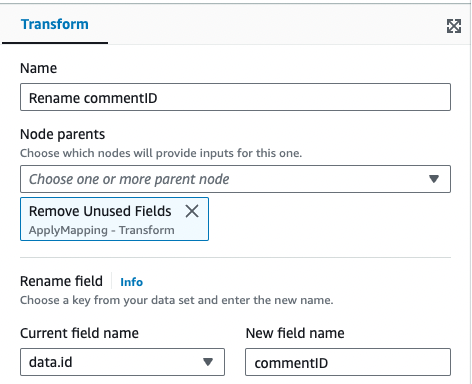 Transform
Name
Rename commentID
Node parents
Choose which nodes will provide inputs for this one.
Choose one or more parent node
Remove Unused Fields
ApplyMapping - Transform
Rename field
Info
Choose a key from your data set and enter the new name.
Current field name
New field name
data.id
commentID